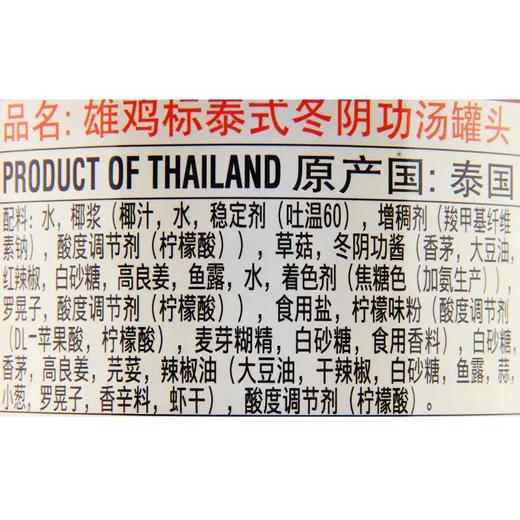 品名: 雄鸡标泰式冬阴功汤罐头
PRODUCT OF THAILAND 原产国: 泰国
配料: 水, 椰浆 (椰汁, 水, 稳定剂 (吐温60), 增稠剂 (羧甲基纤维
素钠), 酸度调节剂 (柠檬酸)), 草菇, 冬阴功酱 (香茅, 大豆油,
红辣椒, 白砂糖, 高良姜, 鱼露, 水, 着色剂 (焦糖色 (加氨生产)),
罗晃子, 酸度调节剂 (柠檬酸)), 食用盐, 柠檬味粉 (酸度调节剂
(DL-苹果酸, 柠檬酸), 麦芽糊精, 白砂糖, 食用香料), 白砂糖,
香茅, 高良姜, 芫荽, 辣椒油 (大豆油, 干辣椒, 白砂糖, 鱼露, 蒜,
小葱, 罗晃子, 香辛料, 虾干), 酸度调节剂 (柠檬酸)。